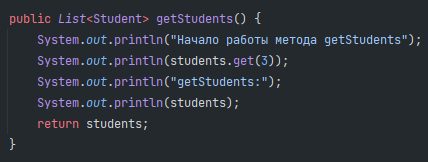 public List<Student> getStudents() {
System.out.println("Начало работы метода getStudents");
System.out.println(students.get(3));
System.out.println("getStudents:");
System.out.println(students);
return students;
}